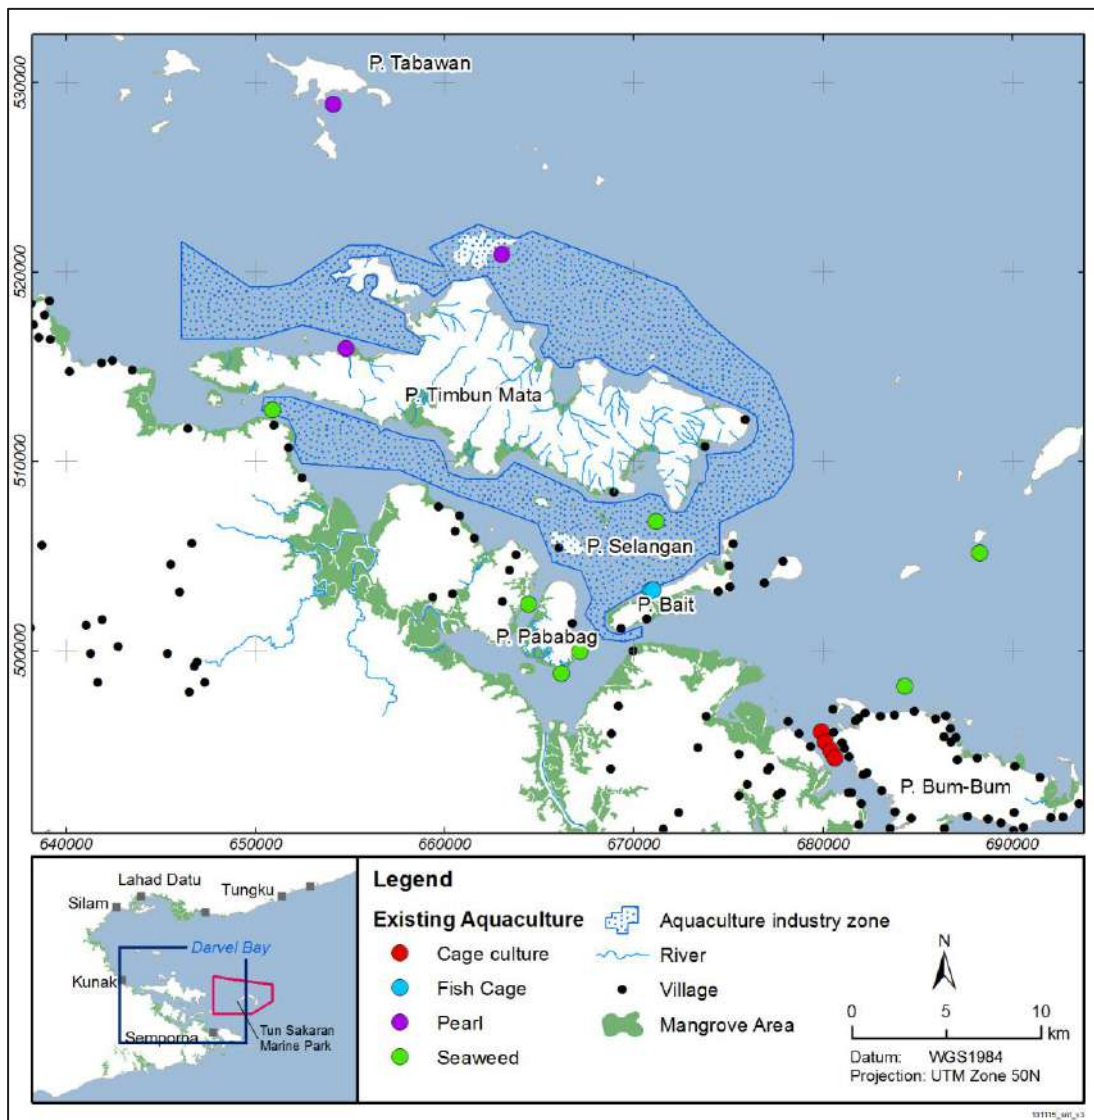 P. Tabawan
530000
520000
P. Timbun Mata
510000
P. Selangan
P. Bait
P. Pababag
500000
P. Bum-Bum
640000 650000 660000 670000 680000 690000
Lahad Datu
Tungku
Silam
Darvel Bay
Kunak
Semporna
Tun Sakaran
Marine Park
Legend
Existing Aquaculture
Cage culture
Fish Cage
Pearl
Seaweed
Aquaculture industry zone
River
Village
Mangrove Area
N
0 5 10
km
Datum: WGS1984
Projection: UTM Zone 50N